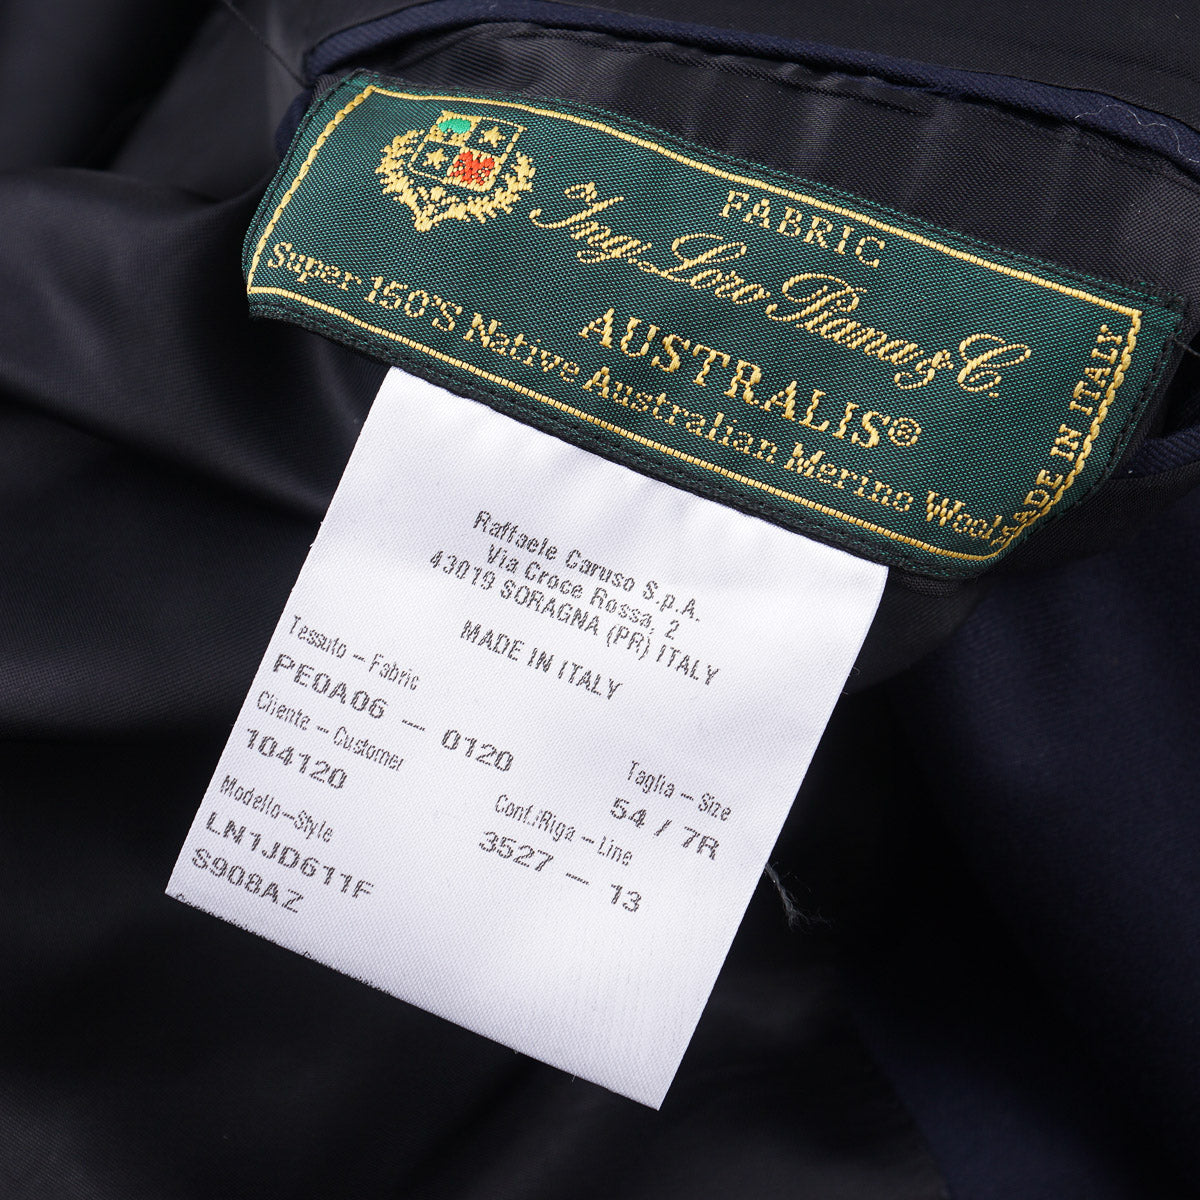 FABRIC
Ing. Loro Piana & C.
AUSTRALIS®
Super 150'S Native Australian Merino Wools
MADE IN ITALY
Raffaele Caruso S.p.A.
Via Croce Rossa, 2
43019 SORAGNA (PR) ITALY
MADE IN ITALY
Tessuto – Fabric
PE0A06 — 0120
Cliente – Customer
104120
Taglia – Size
54 / 7R
Modello – Style
LN1JD611F
S908AZ
Cont./Riga – Line
3527 — 13